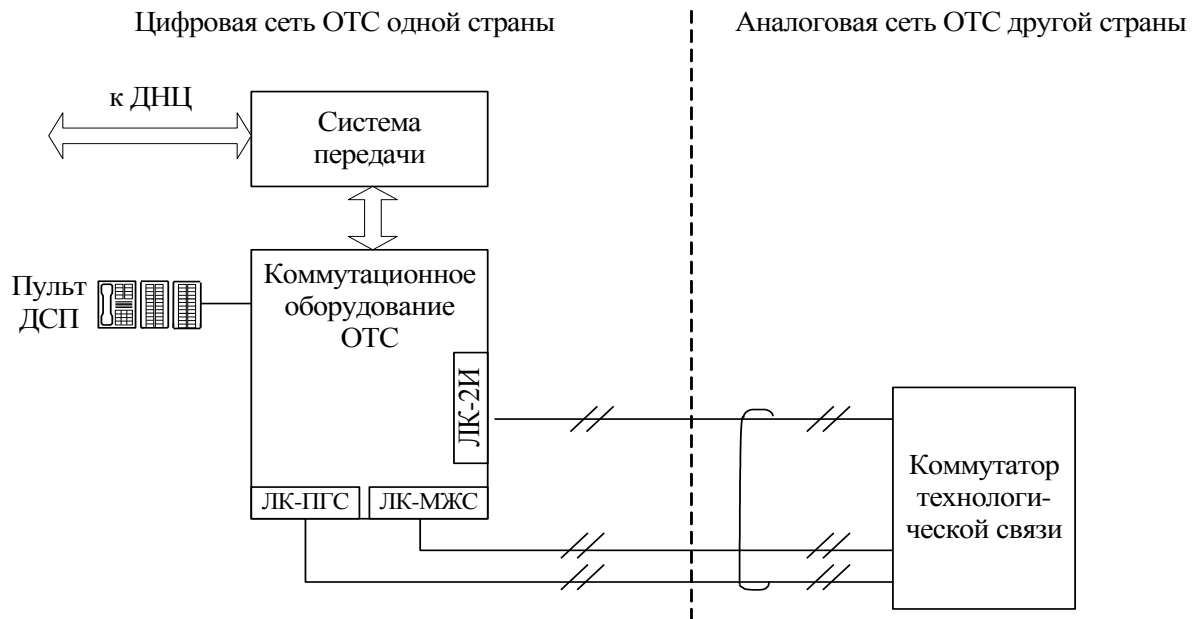 Цифровая сеть ОТС одной страны
Аналоговая сеть ОТС другой страны
к ДНЦ
Система
передачи
Пульт
ДСП
Коммутационное
оборудование
ОТС
ЛК-2И
ЛК-ПГС
ЛК-МЖС
Коммутатор
технологи-
ческой связи